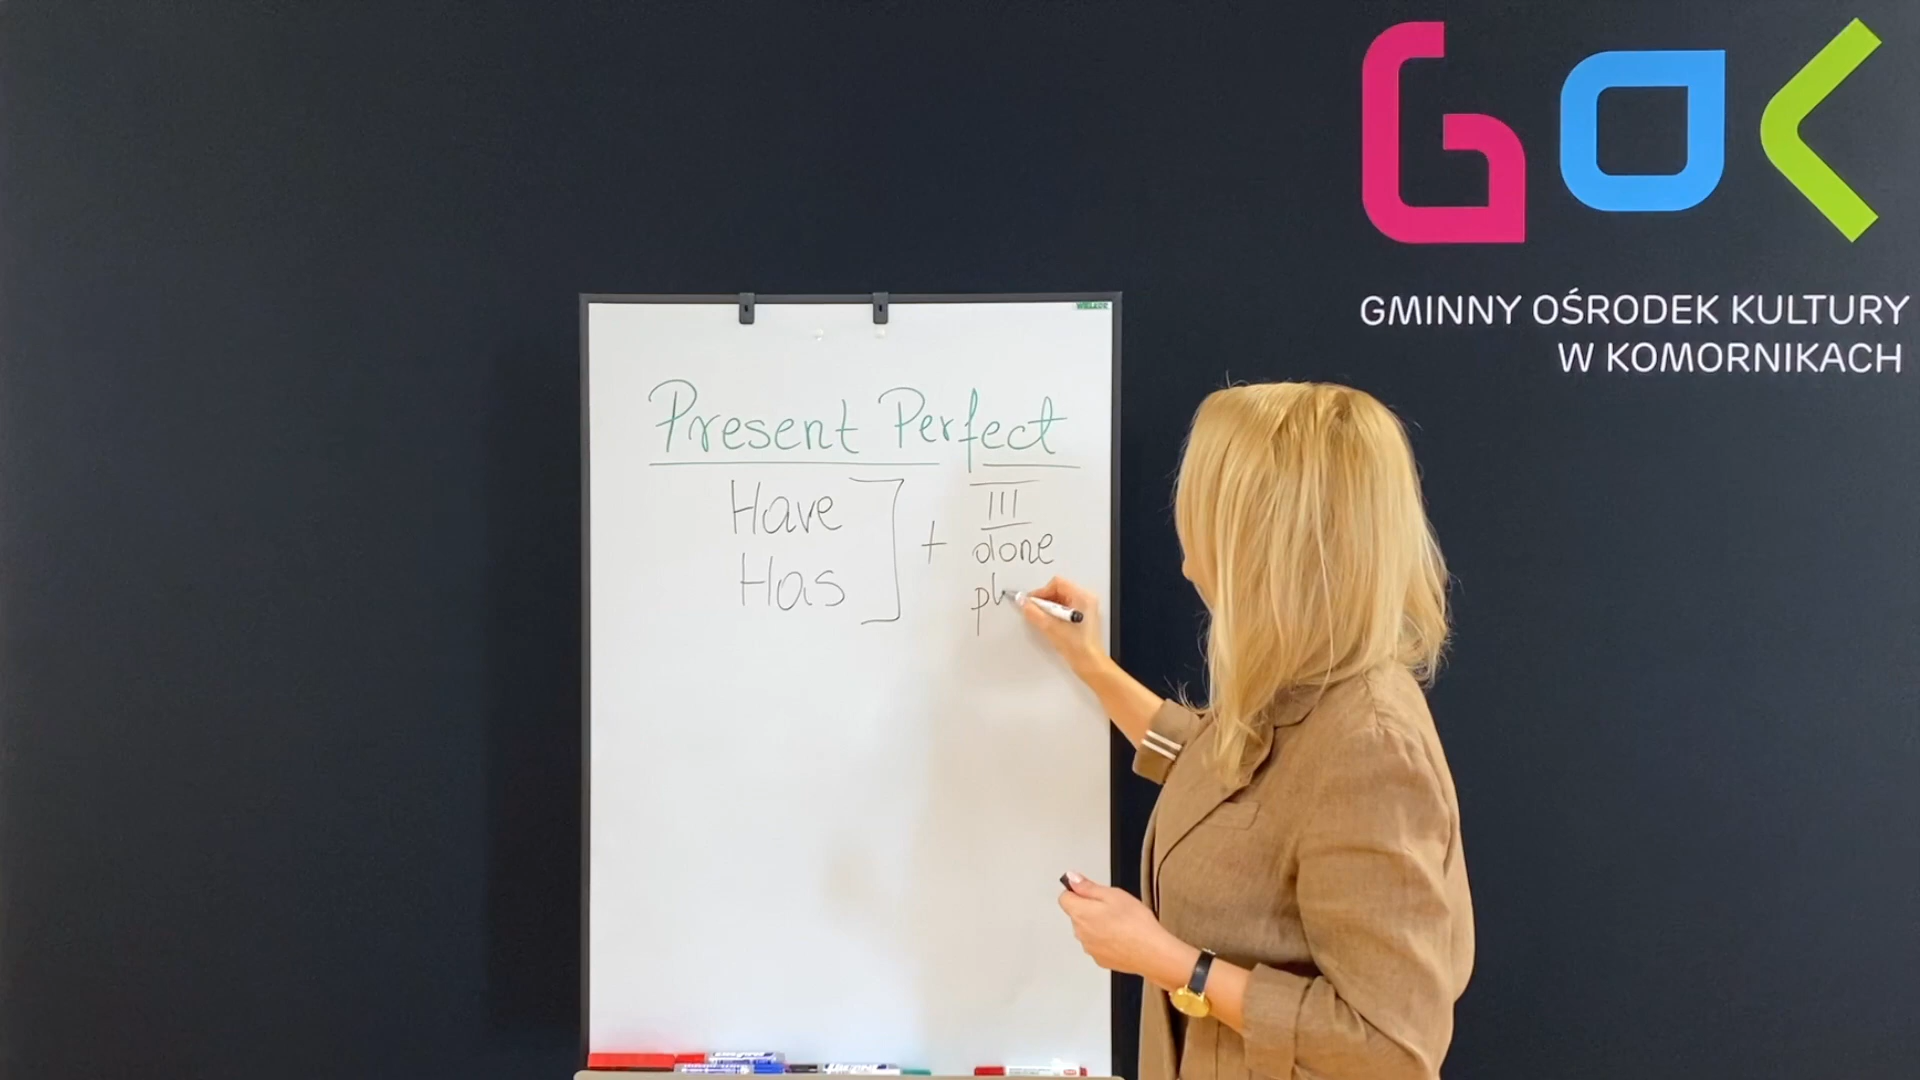 GOK
GMINNY OŚRODEK KULTURY
W KOMORNIKACH
Present Perfect
Have
Has
] + III
done
pl